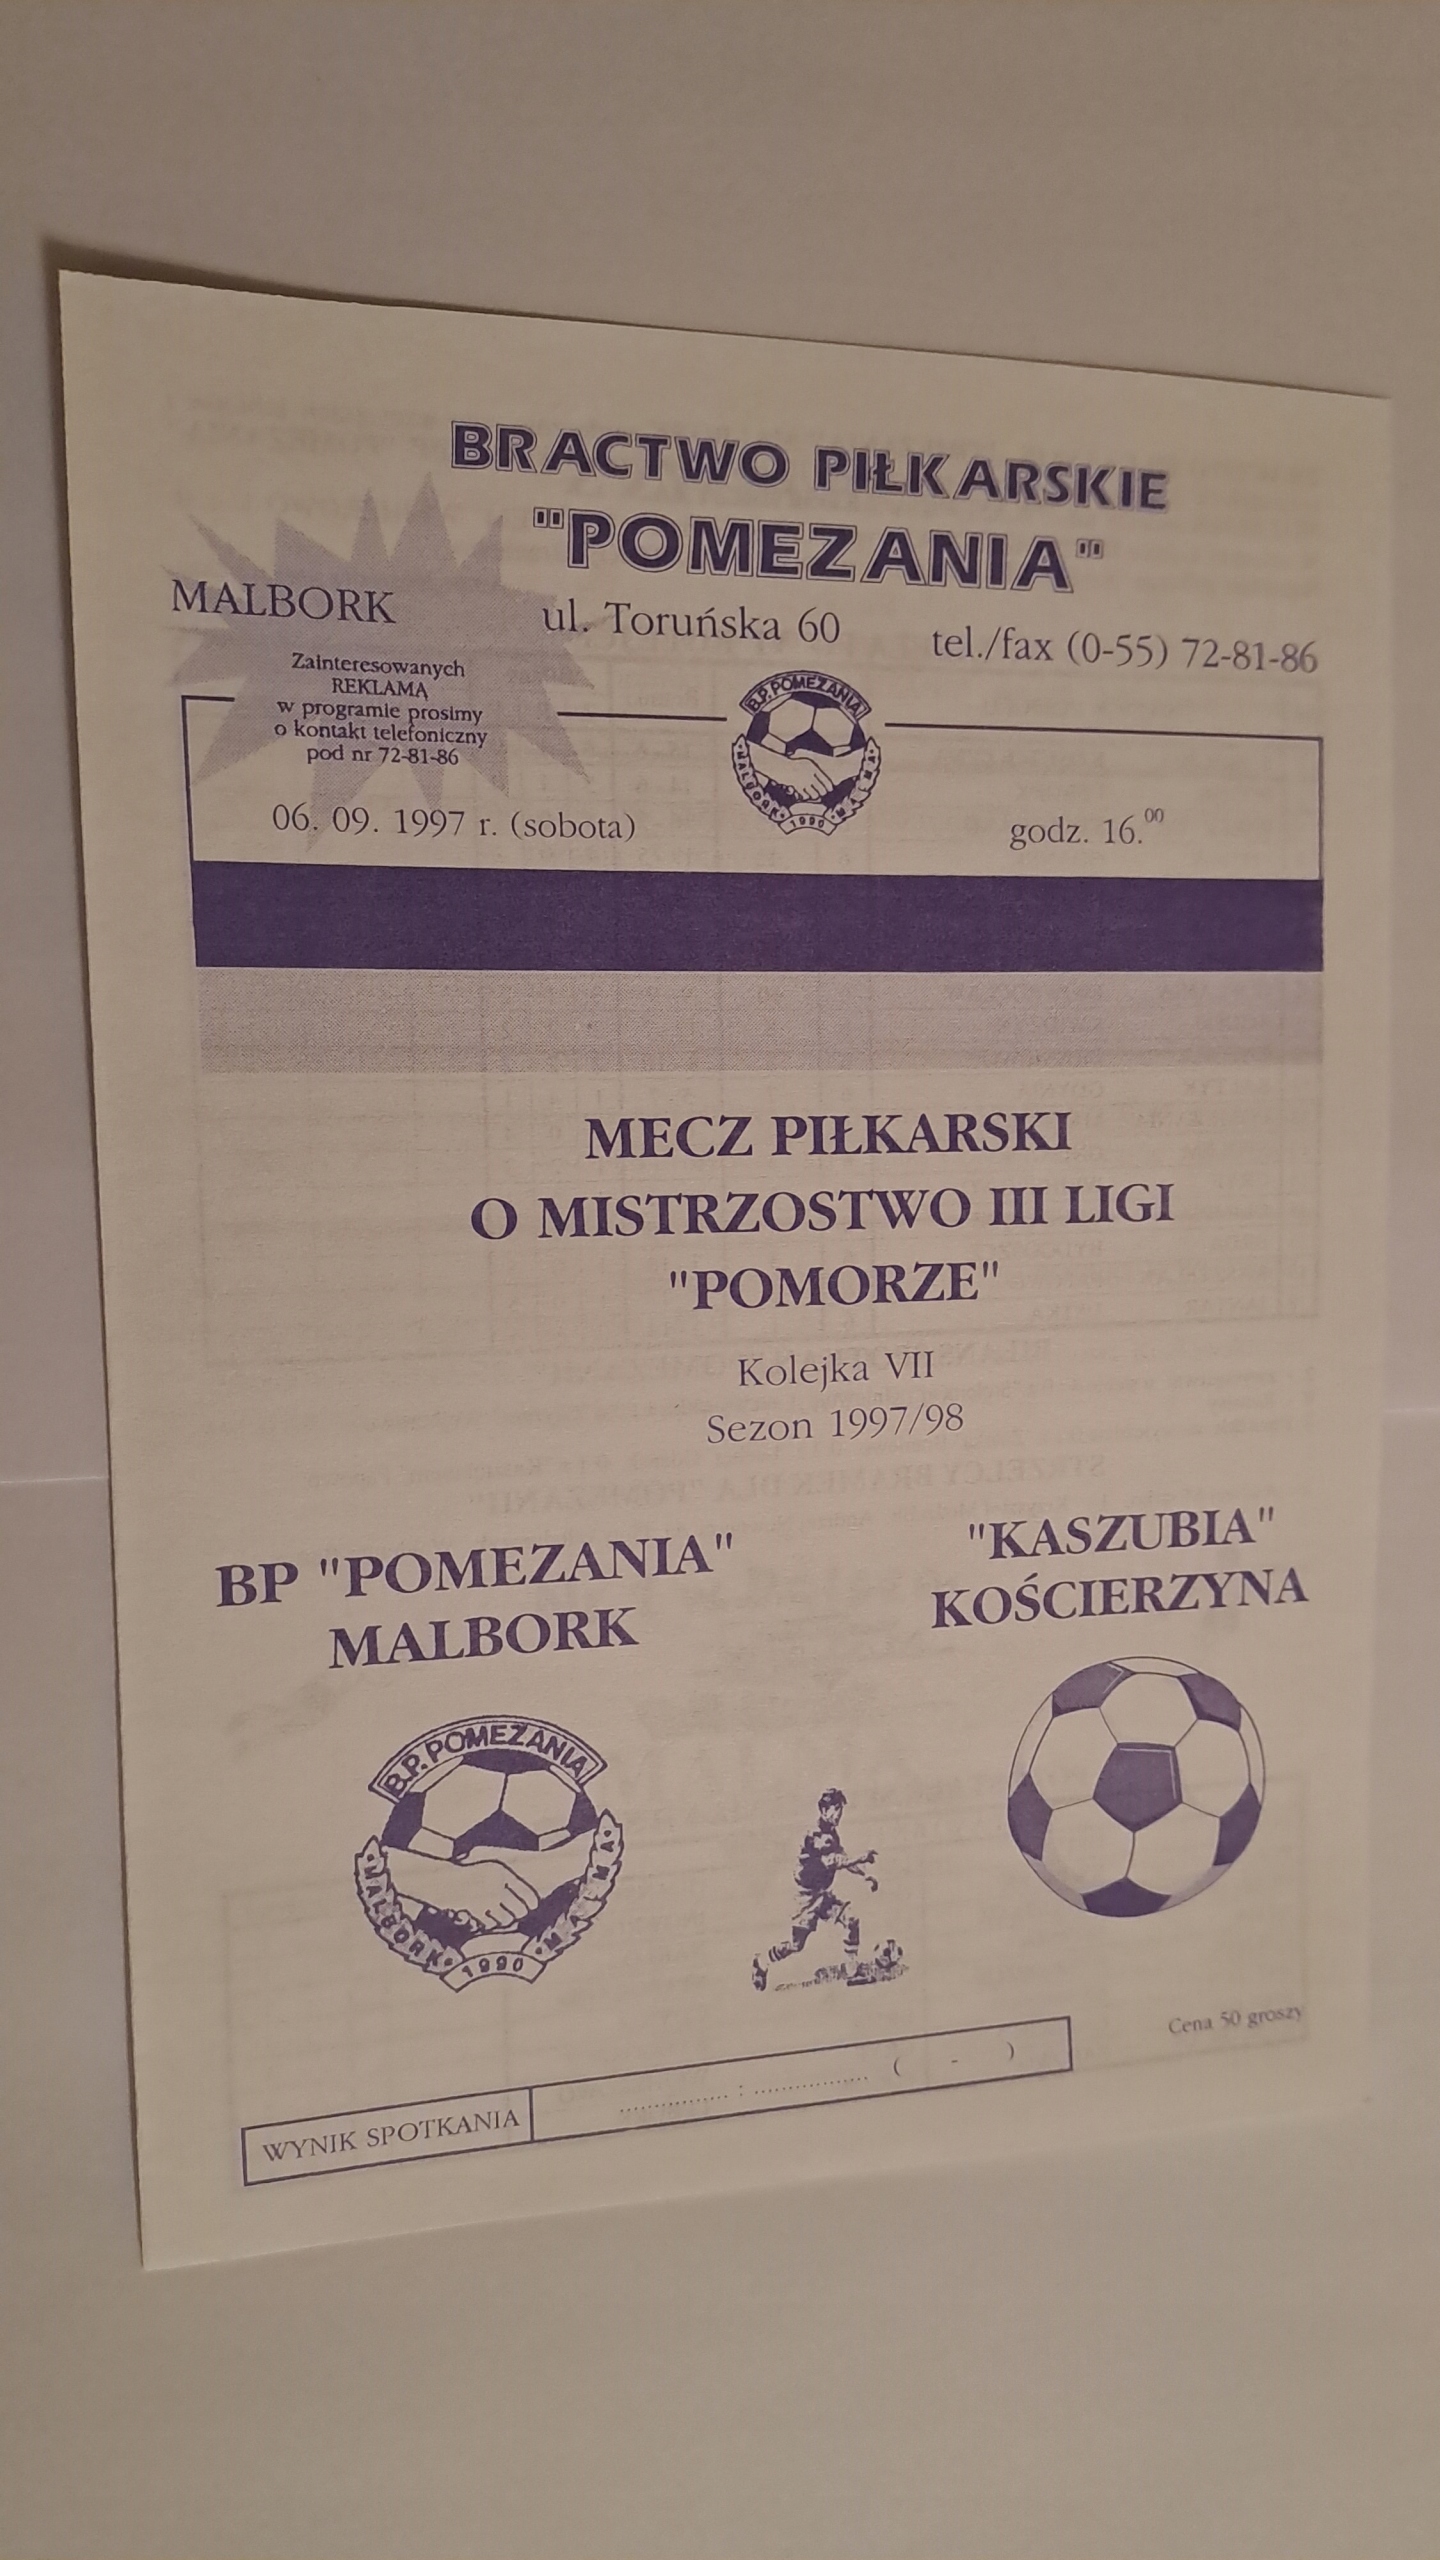 BRACTWO PIŁKARSKIE
"POMEZANIA"
MALBORK ul. Toruńska 60 tel./fax (0-55) 72-81-86
Zainteresowanych
REKLAMĄ
w programie prosimy
o kontakt telefoniczny
pod nr 72-81-86
B.P. POMEZANIA
MALBORK • 1990 • MALMA
06. 09. 1997 r. (sobota) godz. 16.00
MECZ PIŁKARSKI
O MISTRZOSTWO III LIGI
"POMORZE"
Kolejka VII
Sezon 1997/98
BP "POMEZANIA"
MALBORK
"KASZUBIA"
KOŚCIERZYNA
B.P. POMEZANIA
MALBORK • 1990 • MALMA
Cena 50 groszy
WYNIK SPOTKANIA ................ : ................ ( - )